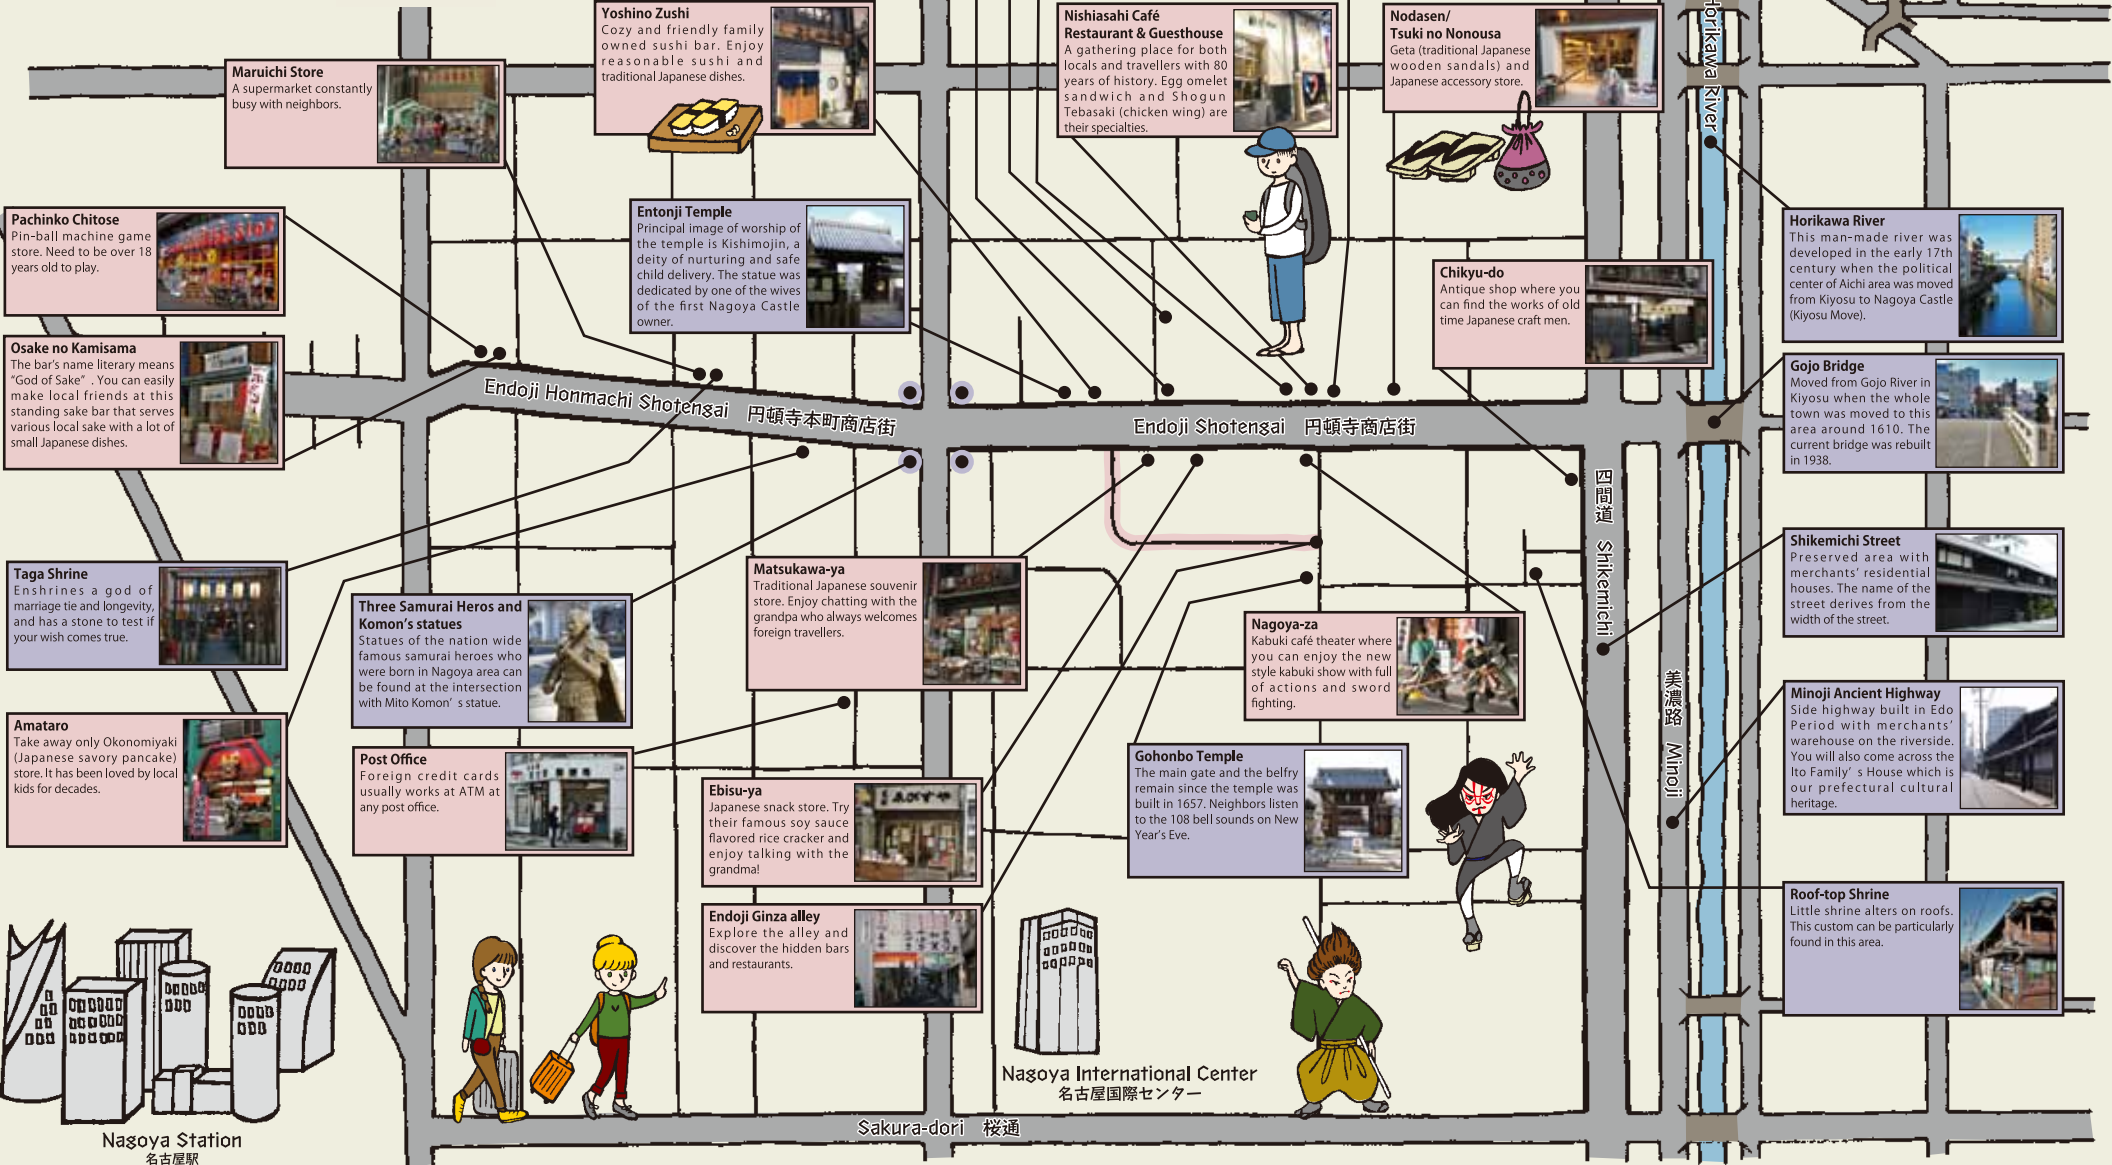 Yoshino Zushi
Cozy and friendly family
owned sushi bar. Enjoy
reasonable sushi and
traditional Japanese dishes.
Nishiasahi Café
Restaurant & Guesthouse
A gathering place for both
locals and travellers with 80
years of history. Egg omelet
sandwich and Shogun
Tebasaki (chicken wing) are
their specialties.
Nodasen/
Tsuki no Nonousa
Geta (traditional Japanese
wooden sandals) and
Japanese accessory store.
Horikawa River
Maruichi Store
A supermarket constantly
busy with neighbors.
Pachinko Chitose
Pin-ball machine game
store. Need to be over 18
years old to play.
Entonji Temple
Principal image of worship of
the temple is Kishimojin, a
deity of nurturing and safe
child delivery. The statue was
dedicated by one of the wives
of the first Nagoya Castle
owner.
Chikyu-do
Antique shop where you
can find the works of old
time Japanese craft men.
Horikawa River
This man-made river was
developed in the early 17th
century when the political
center of Aichi area was moved
from Kiyosu to Nagoya Castle
(Kiyosu Move).
Osake no Kamisama
The bar's name literary means
“God of Sake” . You can easily
make local friends at this
standing sake bar that serves
various local sake with a lot of
small Japanese dishes.
Gojo Bridge
Moved from Gojo River in
Kiyosu when the whole
town was moved to this
area around 1610. The
current bridge was rebuilt
in 1938.
Endoji Honmachi Shotengai 円頓寺本町商店街
Endoji Shotengai 円頓寺商店街
四間道 Shikemichi
Shikemichi Street
Preserved area with
merchants' residential
houses. The name of the
street derives from the
width of the street.
Taga Shrine
Enshrines a god of
marriage tie and longevity,
and has a stone to test if
your wish comes true.
Three Samurai Heros and
Komon's statues
Statues of the nation wide
famous samurai heroes who
were born in Nagoya area can
be found at the intersection
with Mito Komon’ s statue.
Matsukawa-ya
Traditional Japanese souvenir
store. Enjoy chatting with the
grandpa who always welcomes
foreign travellers.
Nagoya-za
Kabuki café theater where
you can enjoy the new
style kabuki show with full
of actions and sword
fighting.
美濃路 Minoji
Minoji Ancient Highway
Side highway built in Edo
Period with merchants’
warehouse on the riverside.
You will also come across the
Ito Family’ s House which is
our prefectural cultural
heritage.
Amataro
Take away only Okonomiyaki
(Japanese savory pancake)
store. It has been loved by local
kids for decades.
Post Office
Foreign credit cards
usually works at ATM at
any post office.
Ebisu-ya
Japanese snack store. Try
their famous soy sauce
flavored rice cracker and
enjoy talking with the
grandma!
Gohonbo Temple
The main gate and the belfry
remain since the temple was
built in 1657. Neighbors listen
to the 108 bell sounds on New
Year's Eve.
Endoji Ginza alley
Explore the alley and
discover the hidden bars
and restaurants.
Roof-top Shrine
Little shrine alters on roofs.
This custom can be particularly
found in this area.
Nagoya International Center
名古屋国際センター
Sakura-dori 桜通
Nagoya Station
名古屋駅